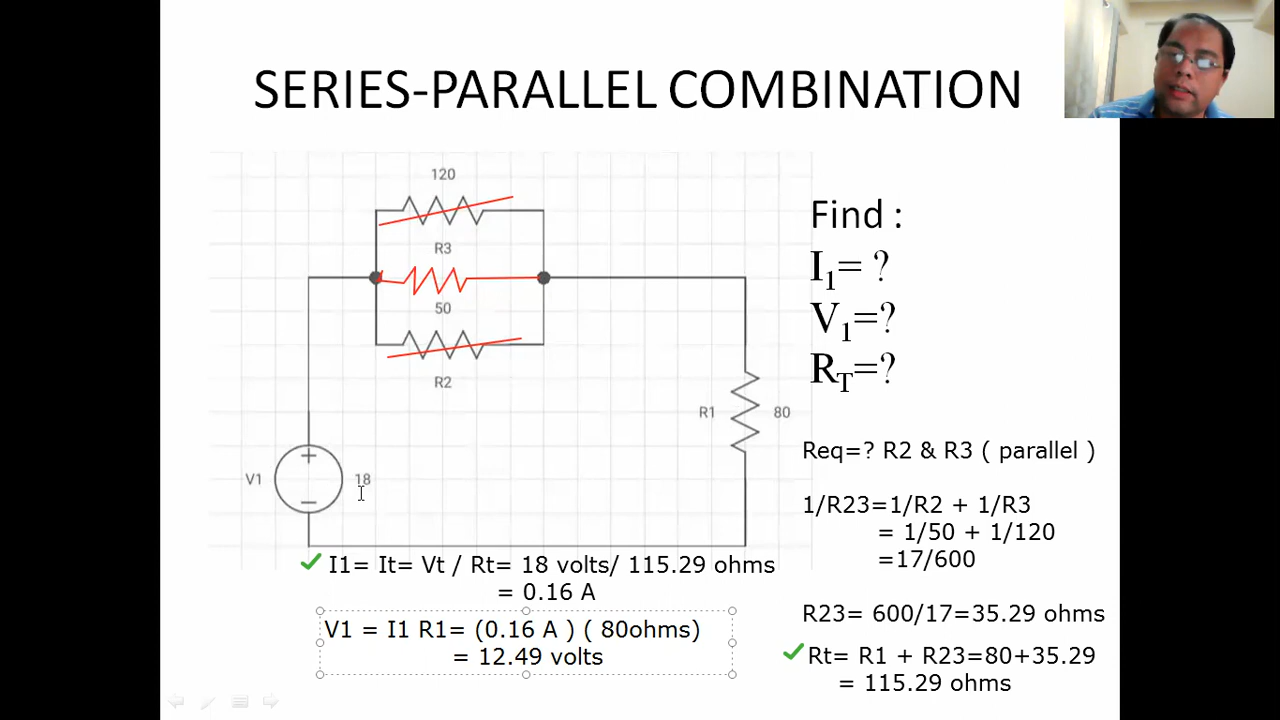 SERIES-PARALLEL COMBINATION
120
R3
50
R2
R1 80
V1 18
+
−
Find :
I1= ?
V1=?
RT=?
Req=? R2 & R3 ( parallel )
1/R23=1/R2 + 1/R3
= 1/50 + 1/120
=17/600
R23= 600/17=35.29 ohms
Rt= R1 + R23=80+35.29
= 115.29 ohms
I1= It= Vt / Rt= 18 volts/ 115.29 ohms
= 0.16 A
V1 = I1 R1= (0.16 A ) ( 80ohms)
= 12.49 volts